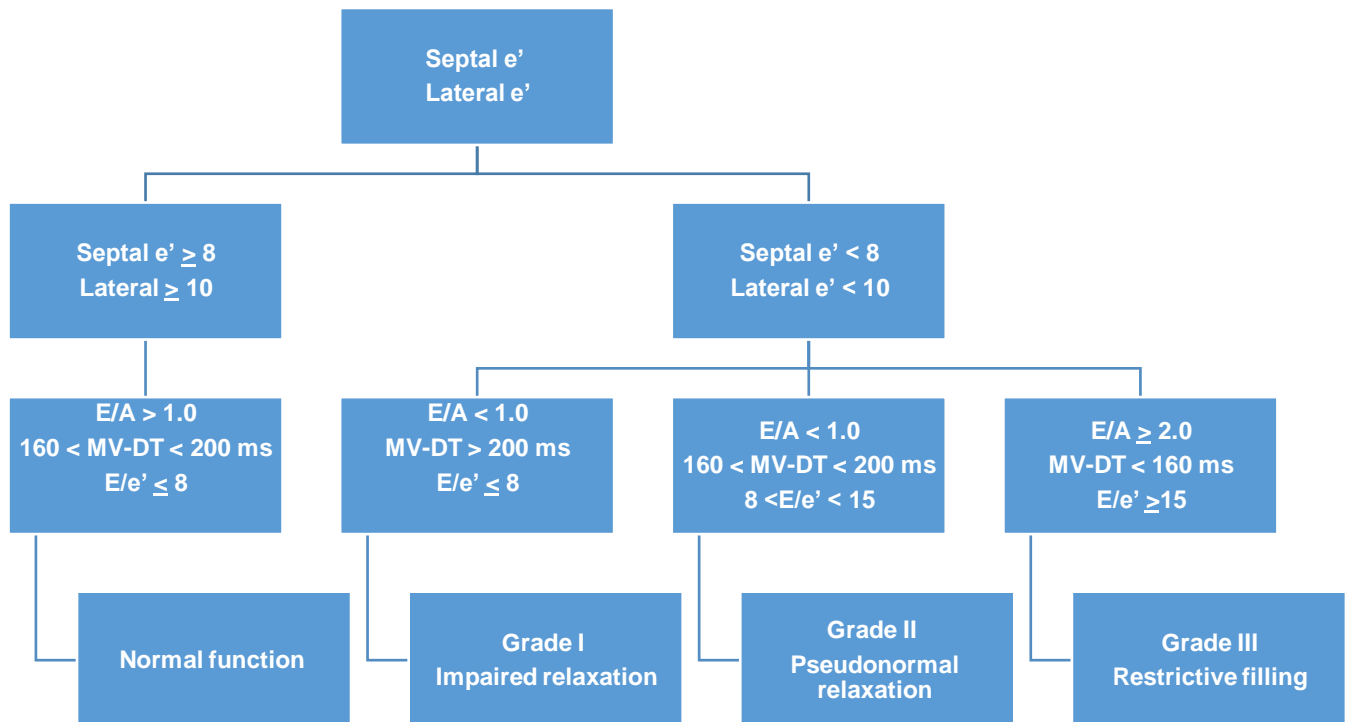 Septal e’
Lateral e’
Septal e’ ≥ 8
Lateral ≥ 10
Septal e’ < 8
Lateral e’ < 10
E/A > 1.0
160 < MV-DT < 200 ms
E/e’ ≤ 8
E/A < 1.0
MV-DT > 200 ms
E/e’ ≤ 8
E/A < 1.0
160 < MV-DT < 200 ms
8 <E/e’ < 15
E/A ≥ 2.0
MV-DT < 160 ms
E/e’ ≥15
Normal function
Grade I
Impaired relaxation
Grade II
Pseudonormal
relaxation
Grade III
Restrictive filling